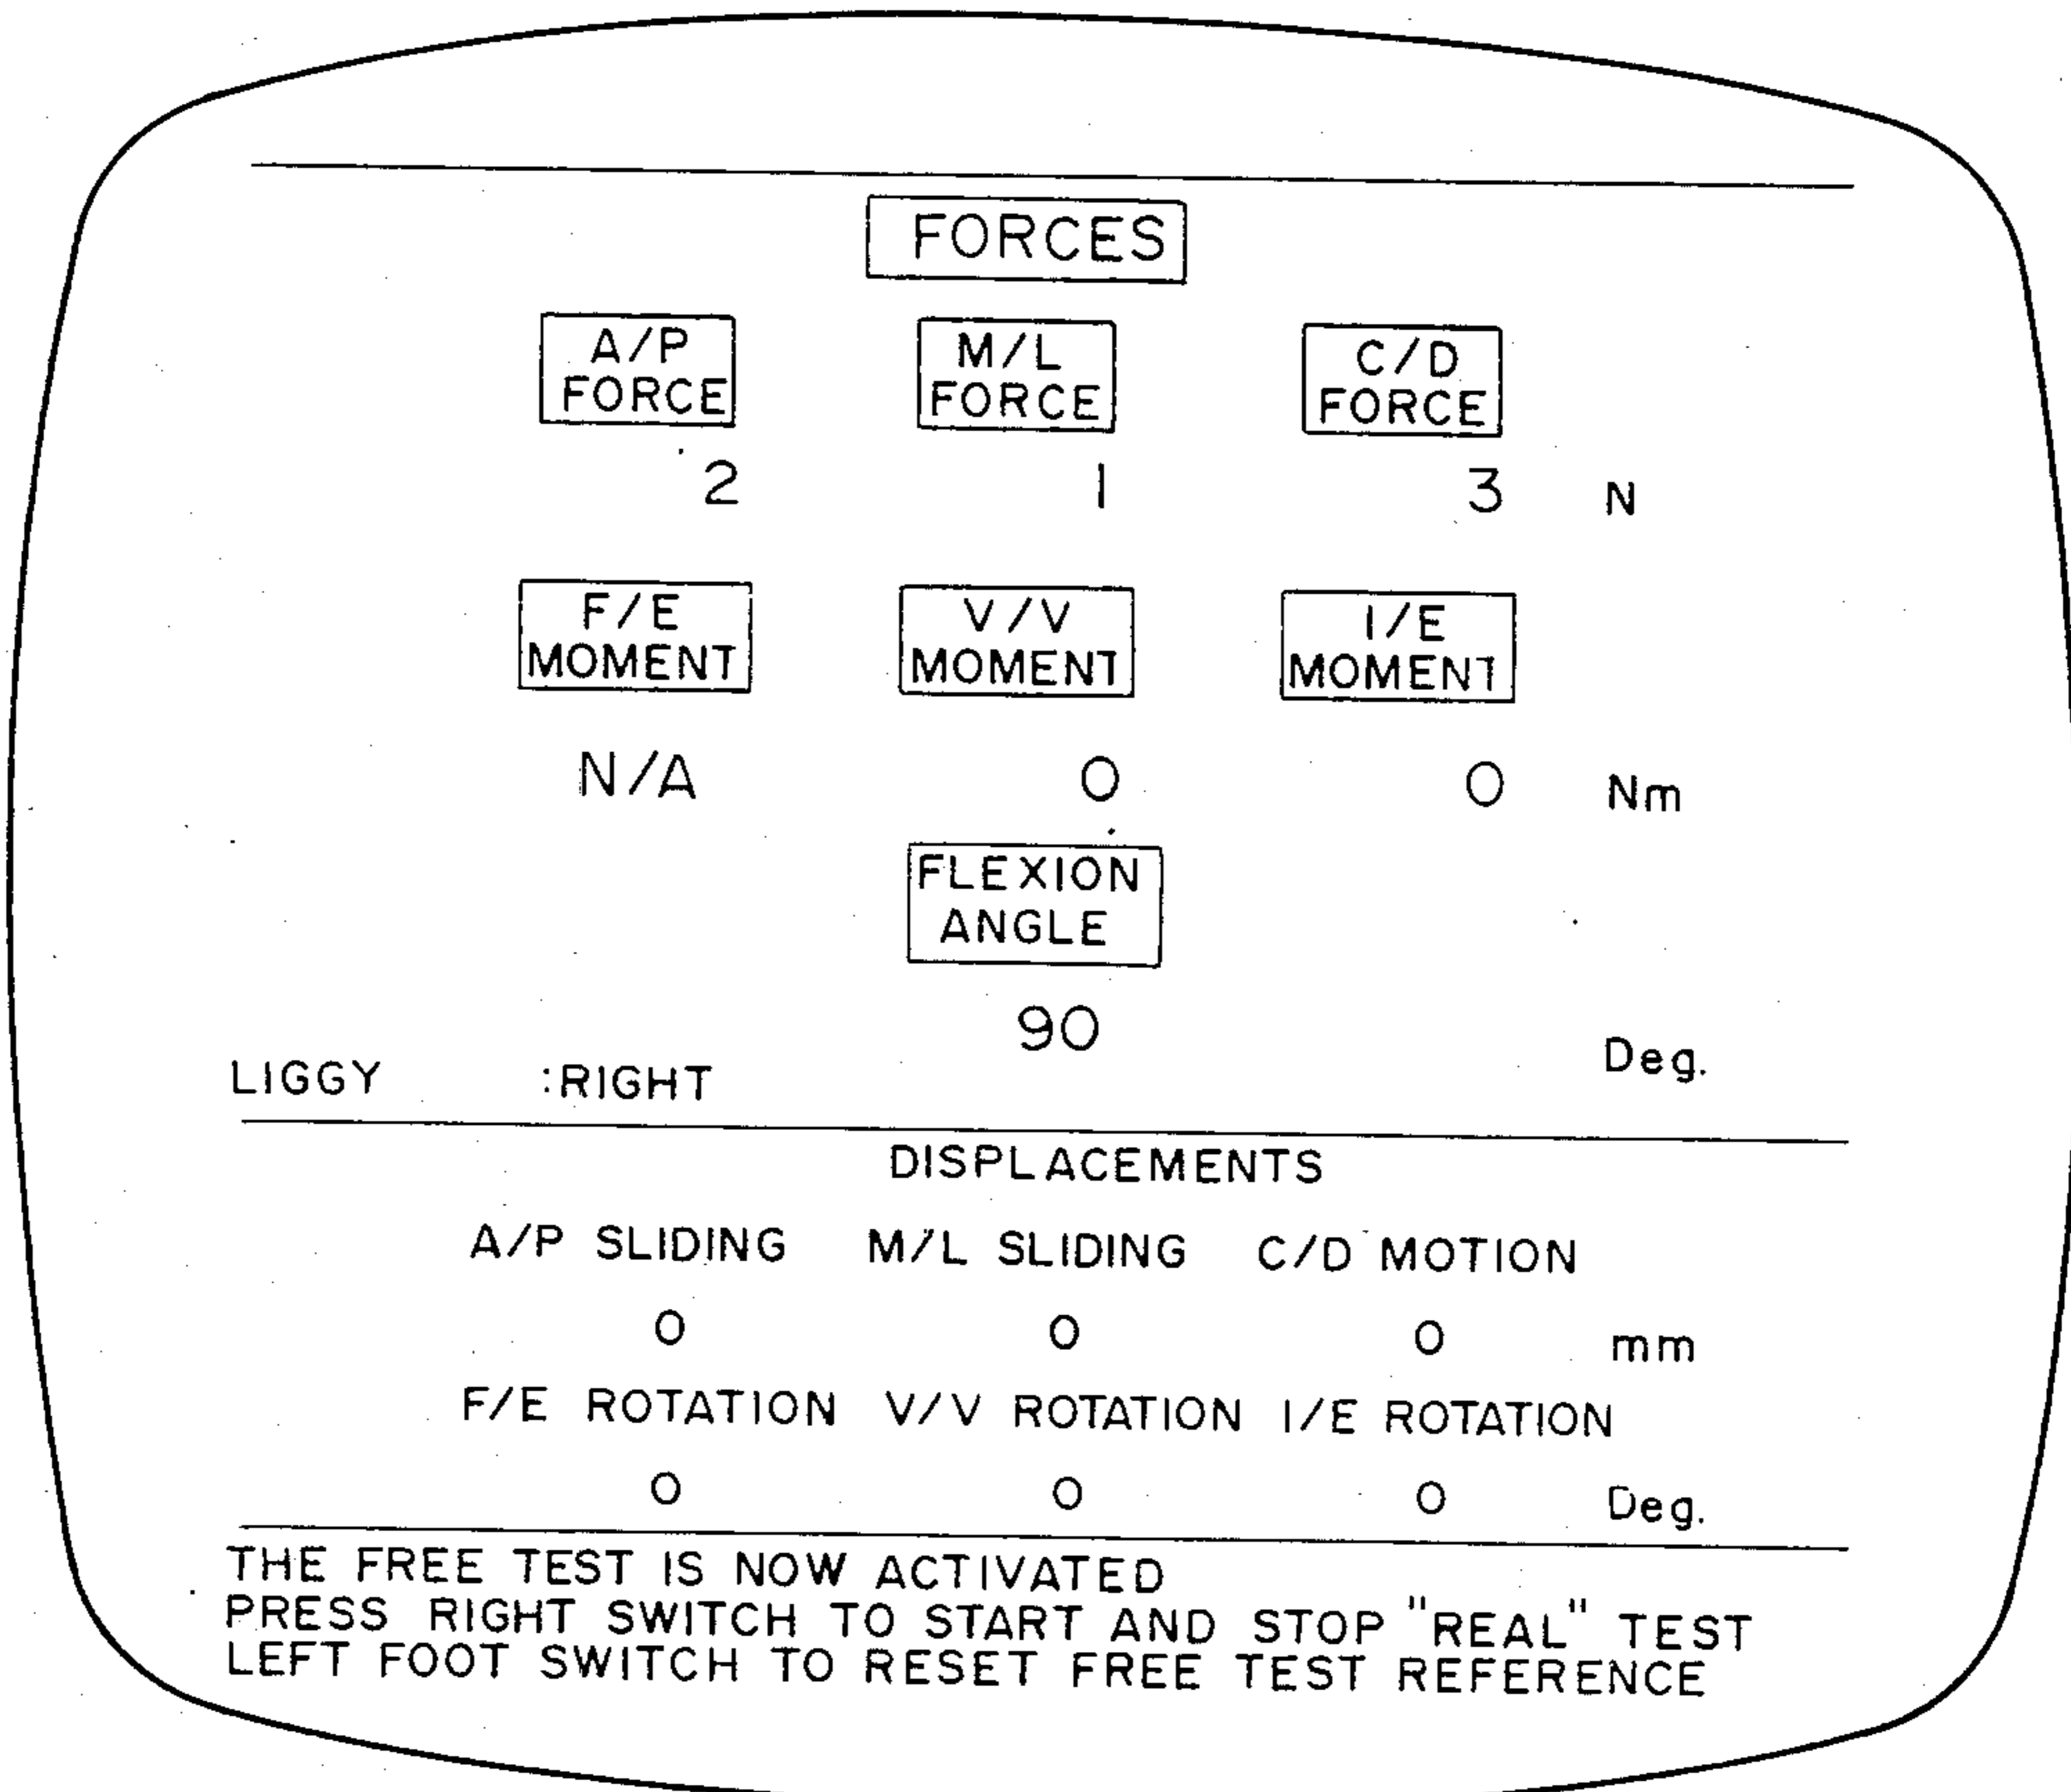 FORCES
A/P M/L C/D
FORCE FORCE FORCE
2 1 3 N
F/E V/V I/E
MOMENT MOMENT MOMENT
N/A 0 0 Nm
FLEXION
ANGLE
90
LIGGY :RIGHT Deg.
DISPLACEMENTS
A/P SLIDING M/L SLIDING C/D MOTION
0 0 0 mm
F/E ROTATION V/V ROTATION I/E ROTATION
0 0 0 Deg.
THE FREE TEST IS NOW ACTIVATED
PRESS RIGHT SWITCH TO START AND STOP "REAL" TEST
LEFT FOOT SWITCH TO RESET FREE TEST REFERENCE